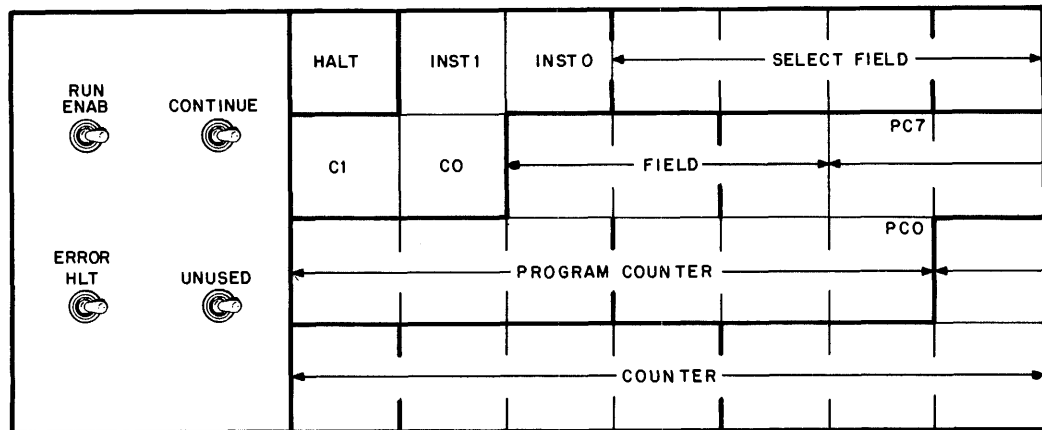 HALT
INST1
INST0
SELECT FIELD
RUN
ENAB
CONTINUE
PC7
C1
C0
FIELD
PC0
ERROR
HLT
UNUSED
PROGRAM COUNTER
COUNTER